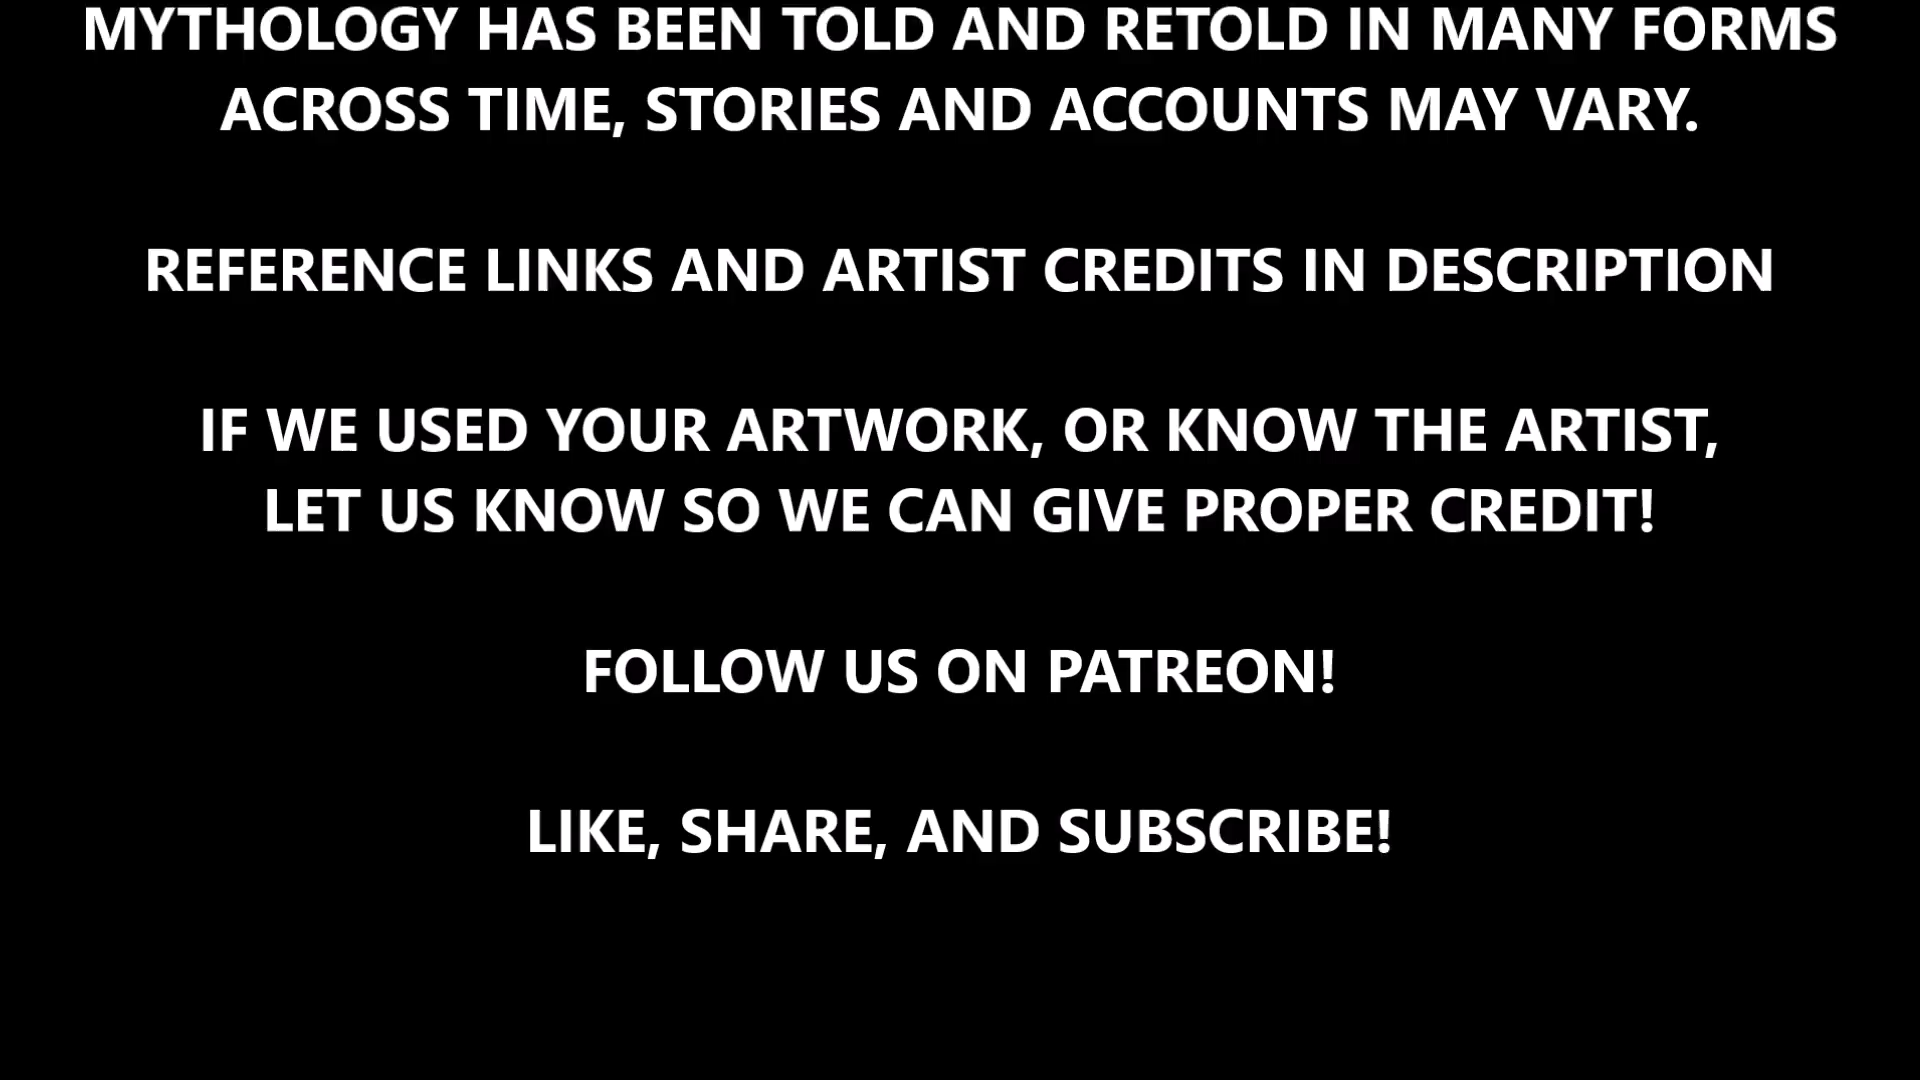 MYTHOLOGY HAS BEEN TOLD AND RETOLD IN MANY FORMS
ACROSS TIME, STORIES AND ACCOUNTS MAY VARY.
REFERENCE LINKS AND ARTIST CREDITS IN DESCRIPTION
IF WE USED YOUR ARTWORK, OR KNOW THE ARTIST,
LET US KNOW SO WE CAN GIVE PROPER CREDIT!
FOLLOW US ON PATREON!
LIKE, SHARE, AND SUBSCRIBE!